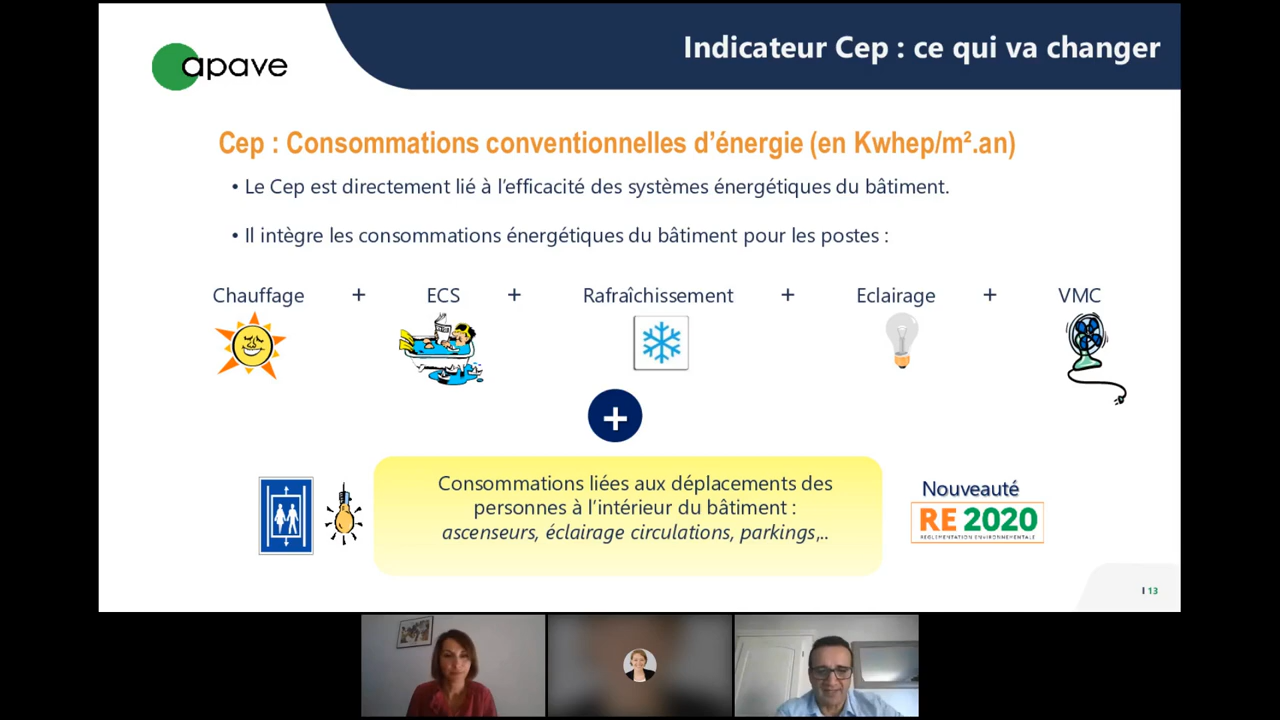 apave
Indicateur Cep : ce qui va changer
Cep : Consommations conventionnelles d’énergie (en Kwhep/m².an)
• Le Cep est directement lié à l’efficacité des systèmes énergétiques du bâtiment.
• Il intègre les consommations énergétiques du bâtiment pour les postes :
Chauffage + ECS + Rafraîchissement + Eclairage + VMC
+
Consommations liées aux déplacements des
personnes à l’intérieur du bâtiment :
ascenseurs, éclairage circulations, parkings,..
Nouveauté
RE 2020
REGLEMENTATION ENVIRONNEMENTALE
I 13